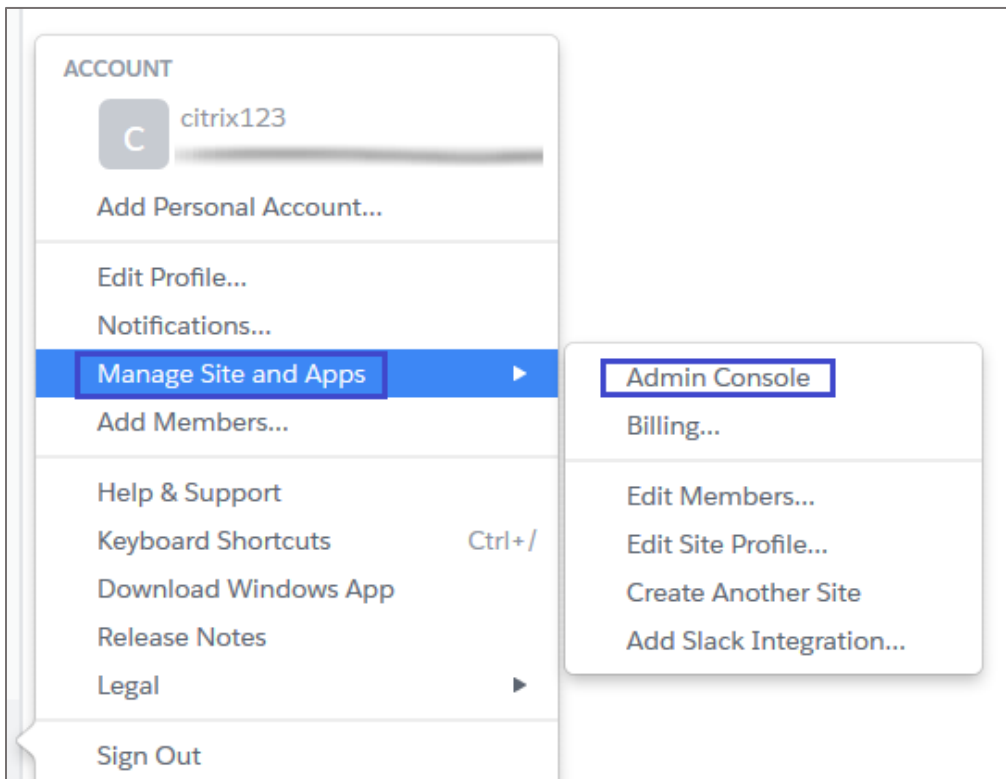 ACCOUNT
C
citrix123
Add Personal Account...
Edit Profile...
Notifications...
Manage Site and Apps
Add Members...
Help & Support
Keyboard Shortcuts Ctrl+/
Download Windows App
Release Notes
Legal
Sign Out
Admin Console
Billing...
Edit Members...
Edit Site Profile...
Create Another Site
Add Slack Integration...